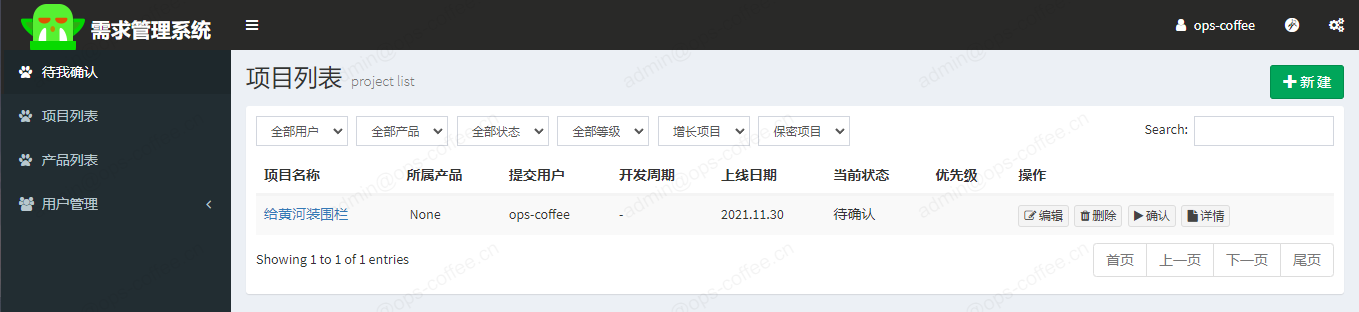 需求管理系统
ops-coffee
待我确认
项目列表
产品列表
用户管理
项目列表 project list
新建
全部用户 全部产品 全部状态 全部等级 增长项目 保密项目 Search:
项目名称 所属产品 提交用户 开发周期 上线日期 当前状态 优先级 操作
给黄河装围栏 None ops-coffee - 2021.11.30 待确认 编辑 删除 确认 详情
Showing 1 to 1 of 1 entries
首页 上一页 下一页 尾页
admin@ops-coffee.cn